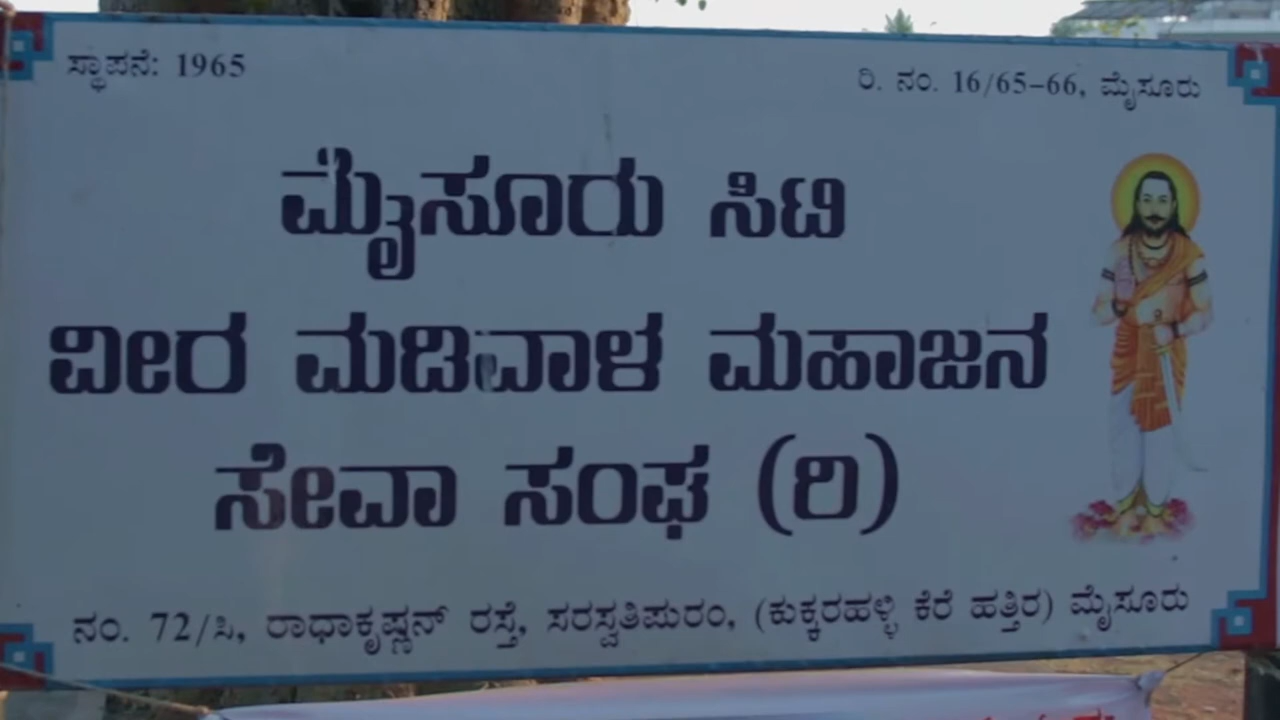 ಸ್ಥಾಪನೆ: 1965
ರಿ. ನಂ. 16/65-66, ಮೈಸೂರು
ಮೈಸೂರು ಸಿಟಿ
ವೀರ ಮಡಿವಾಳ ಮಹಾಜನ
ಸೇವಾ ಸಂಘ (ರಿ)
ನಂ. 72/ಸಿ, ರಾಧಾಕೃಷ್ಣನ್ ರಸ್ತೆ, ಸರಸ್ವತಿಪುರಂ, (ಕುಕ್ಕರಹಳ್ಳಿ ಕೆರೆ ಹತ್ತಿರ) ಮೈಸೂರು